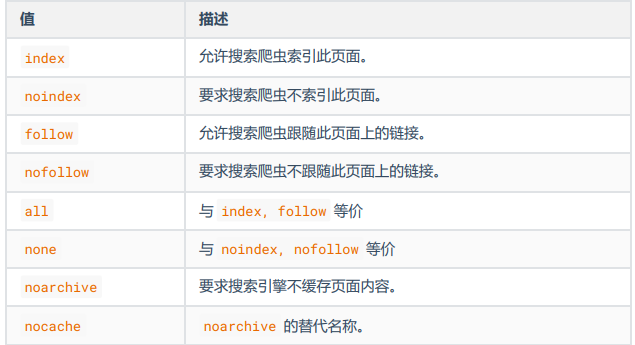 值 描述
index 允许搜索爬虫索引此页面。
noindex 要求搜索爬虫不索引此页面。
follow 允许搜索爬虫跟随此页面上的链接。
nofollow 要求搜索爬虫不跟随此页面上的链接。
all 与 index, follow 等价
none 与 noindex, nofollow 等价
noarchive 要求搜索引擎不缓存页面内容。
nocache noarchive 的替代名称。